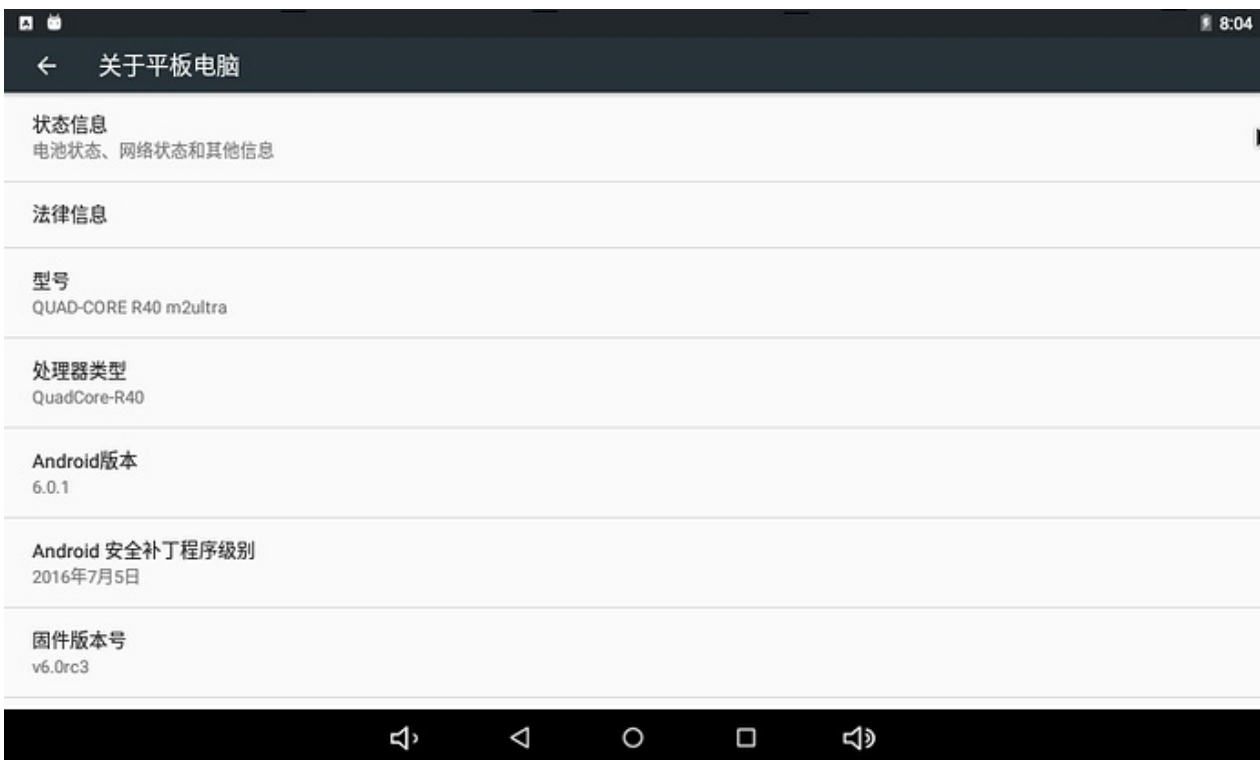 8:04
关于平板电脑
状态信息
电池状态、网络状态和其他信息
法律信息
型号
QUAD-CORE R40 m2ultra
处理器类型
QuadCore-R40
Android版本
6.0.1
Android 安全补丁程序级别
2016年7月5日
固件版本号
v6.0rc3